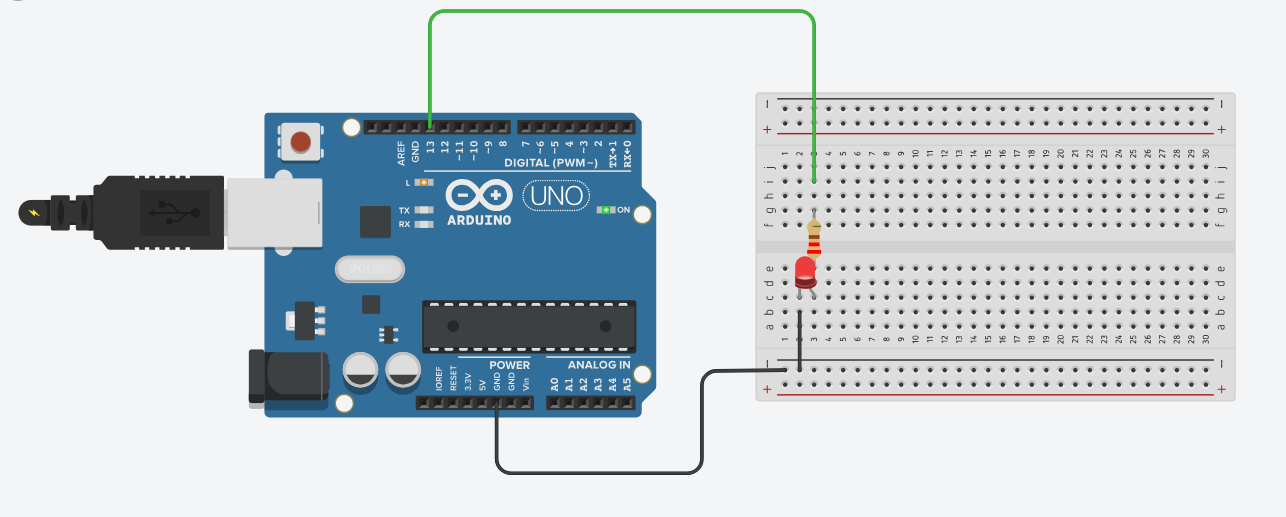 AREF
GND
13
12
~11
~10
~9
8
7
~6
~5
4
~3
2
TX→1
RX←0
DIGITAL (PWM~)
L
TX
RX
ARDUINO
UNO
ON
IOREF
RESET
3.3V
5V
GND
GND
Vin
POWER
ANALOG IN
A0
A1
A2
A3
A4
A5
− −
+ +
1 2 3 4 5 6 7 8 9 10 11 12 13 14 15 16 17 18 19 20 21 22 23 24 25 26 27 28 29 30
j j
i i
h h
g g
f f
e e
d d
c c
b b
a a
1 2 3 4 5 6 7 8 9 10 11 12 13 14 15 16 17 18 19 20 21 22 23 24 25 26 27 28 29 30
− −
+ +